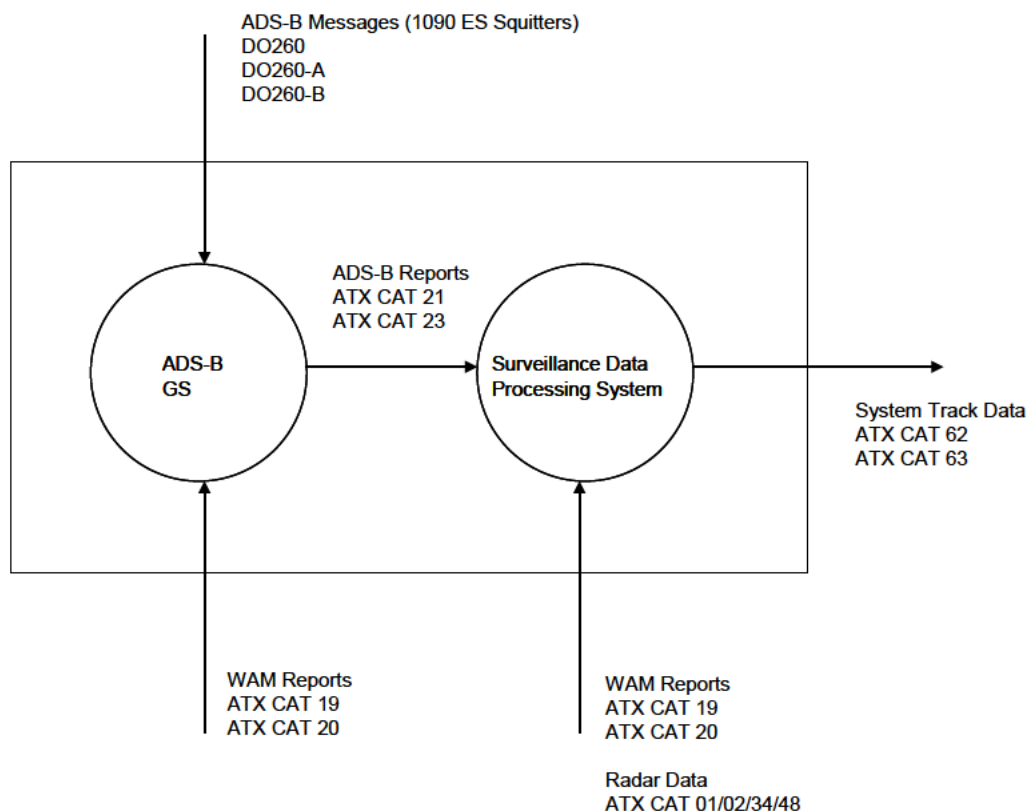 ADS-B Messages (1090 ES Squitters)
DO260
DO260-A
DO260-B
ADS-B Reports
ATX CAT 21
ATX CAT 23
ADS-B
GS
Surveillance Data
Processing System
System Track Data
ATX CAT 62
ATX CAT 63
WAM Reports
ATX CAT 19
ATX CAT 20
WAM Reports
ATX CAT 19
ATX CAT 20
Radar Data
ATX CAT 01/02/34/48